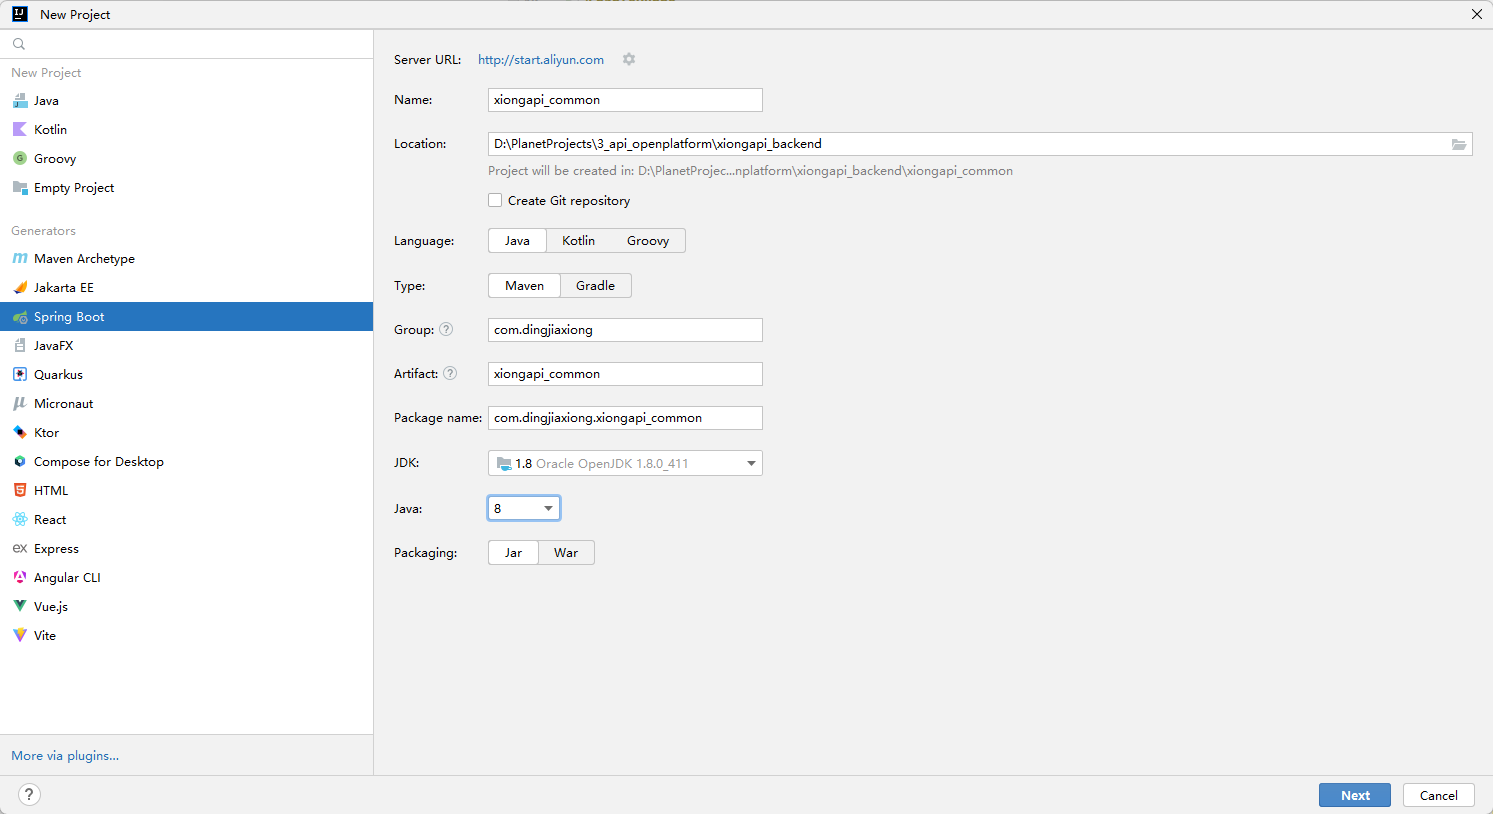 New Project
New Project
Java
Kotlin
Groovy
Empty Project
Generators
Maven Archetype
Jakarta EE
Spring Boot
JavaFX
Quarkus
Micronaut
Ktor
Compose for Desktop
HTML
React
Express
Angular CLI
Vue.js
Vite
More via plugins...
Server URL: http://start.aliyun.com
Name: xiongapi_common
Location: D:\PlanetProjects\3_api_openplatform\xiongapi_backend
Project will be created in: D:\PlanetProjec...nplatform\xiongapi_backend\xiongapi_common
Create Git repository
Language: Java Kotlin Groovy
Type: Maven Gradle
Group: ? com.dingjiaxiong
Artifact: ? xiongapi_common
Package name: com.dingjiaxiong.xiongapi_common
JDK: 1.8 Oracle OpenJDK 1.8.0_411
Java: 8
Packaging: Jar War
? Next Cancel